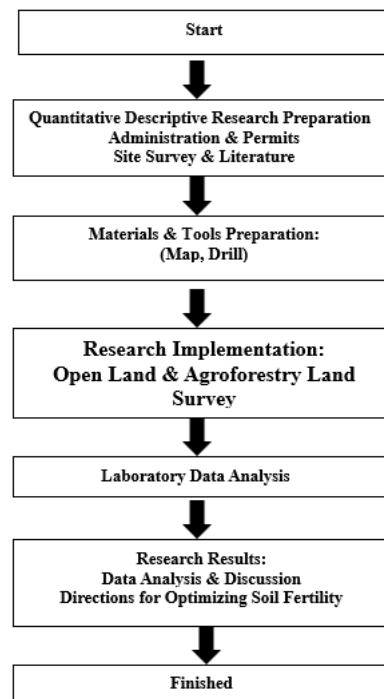 Start
Quantitative Descriptive Research Preparation
Administration & Permits
Site Survey & Literature
Materials & Tools Preparation:
(Map, Drill)
Research Implementation:
Open Land & Agroforestry Land
Survey
Laboratory Data Analysis
Research Results:
Data Analysis & Discussion
Directions for Optimizing Soil Fertility
Finished